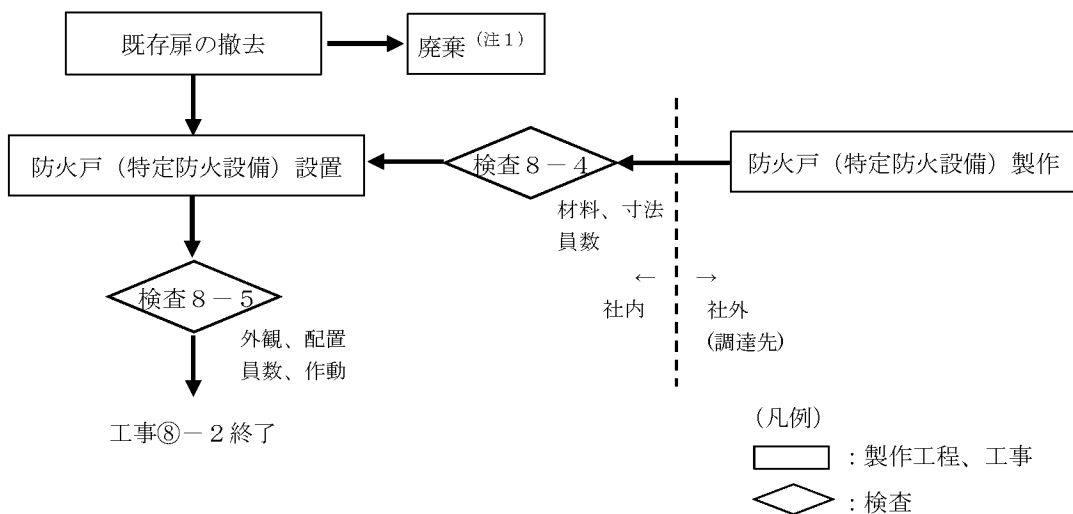 既存扉の撤去
廃棄（注１）
防火戸（特定防火設備）設置
検査８－４
防火戸（特定防火設備）製作
材料、寸法
員数
検査８－５
外観、配置
員数、作動
←
→
社内
社外
(調達先)
工事⑧－２終了
(凡例)
：製作工程、工事
：検査